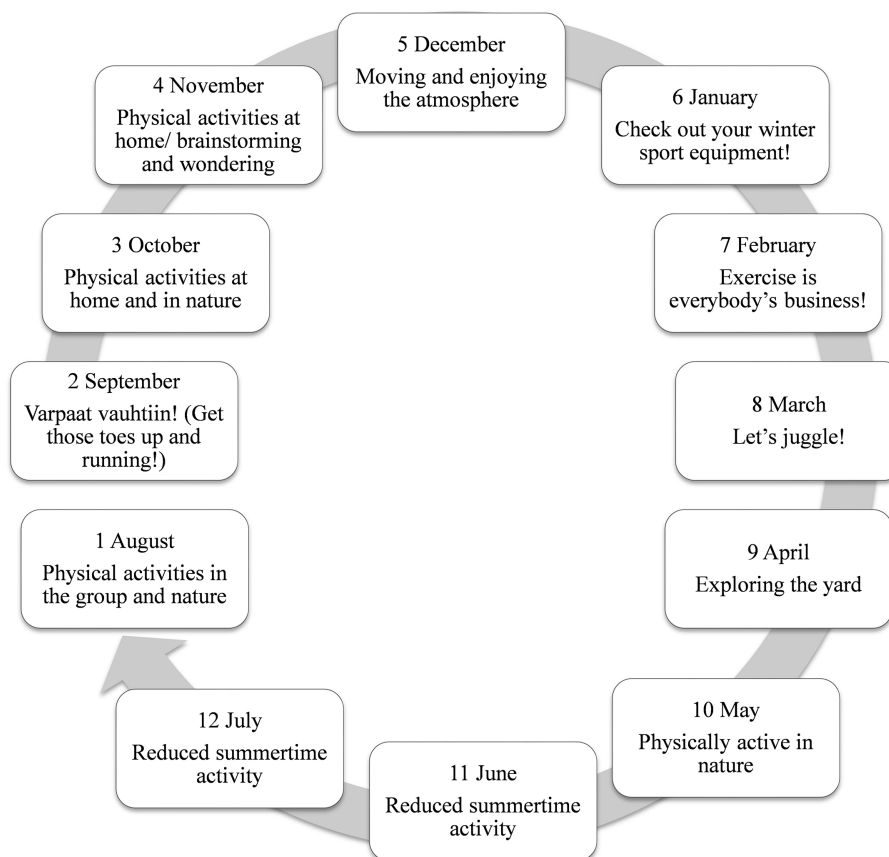 1 August
Physical activities in
the group and nature
2 September
Varpaat vauhtiin! (Get
those toes up and
running!)
3 October
Physical activities at
home and in nature
4 November
Physical activities at
home/ brainstorming
and wondering
5 December
Moving and enjoying
the atmosphere
6 January
Check out your winter
sport equipment!
7 February
Exercise is
everybody’s business!
8 March
Let’s juggle!
9 April
Exploring the yard
10 May
Physically active in
nature
11 June
Reduced summertime
activity
12 July
Reduced summertime
activity